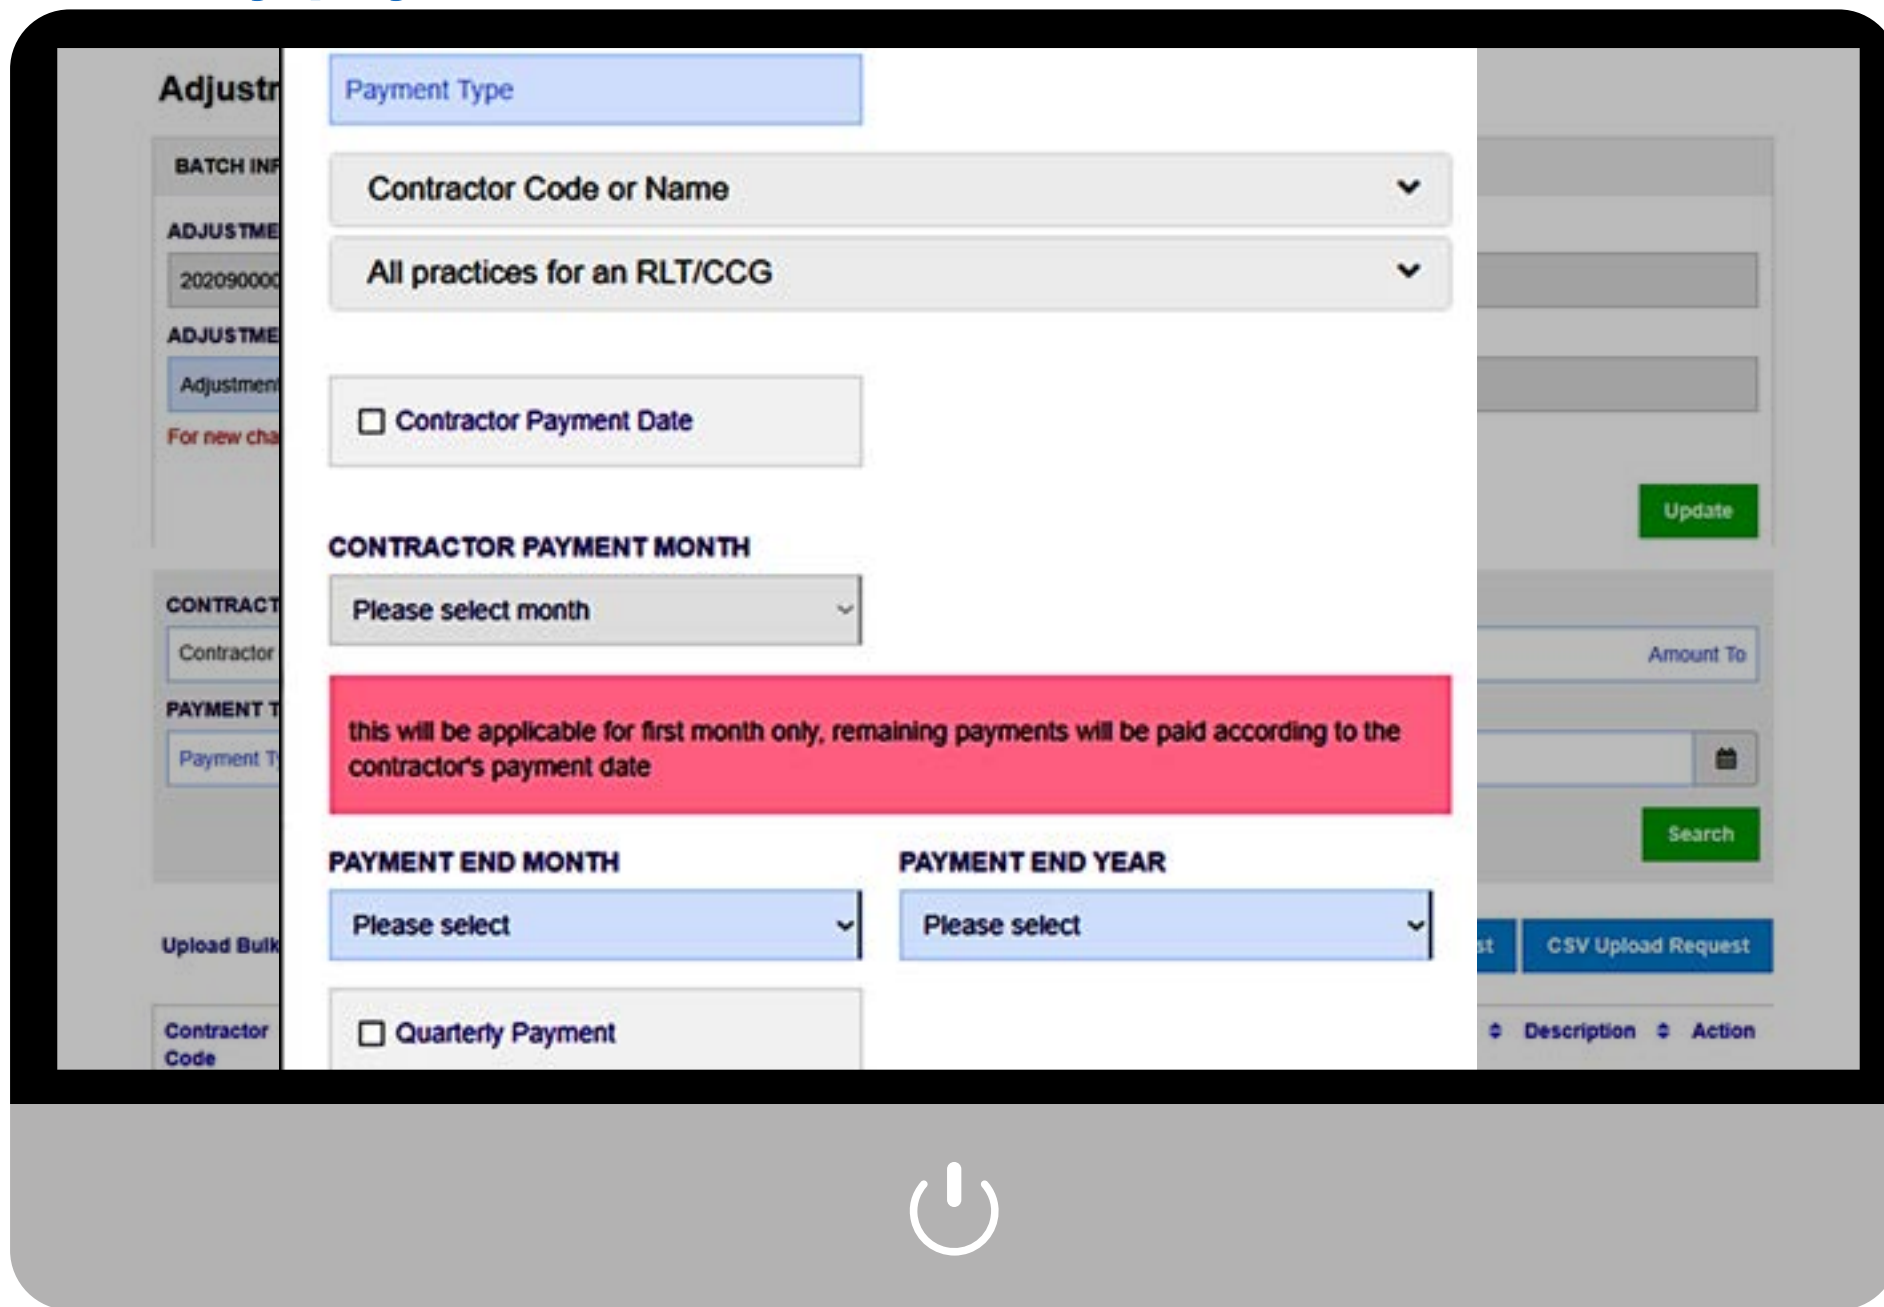 Adjustr
Payment Type
BATCH INF
Contractor Code or Name
ADJUSTME
202090000
All practices for an RLT/CCG
ADJUSTME
Adjustment
For new cha
Contractor Payment Date
Update
CONTRACTOR PAYMENT MONTH
Please select month
CONTRACT
Contractor
Amount To
this will be applicable for first month only, remaining payments will be paid according to the
contractor's payment date
PAYMENT T
Payment Ty
Search
PAYMENT END MONTH
PAYMENT END YEAR
Please select
Please select
Upload Bulk
st
CSV Upload Request
Contractor
Code
Quarterly Payment
Description
Action